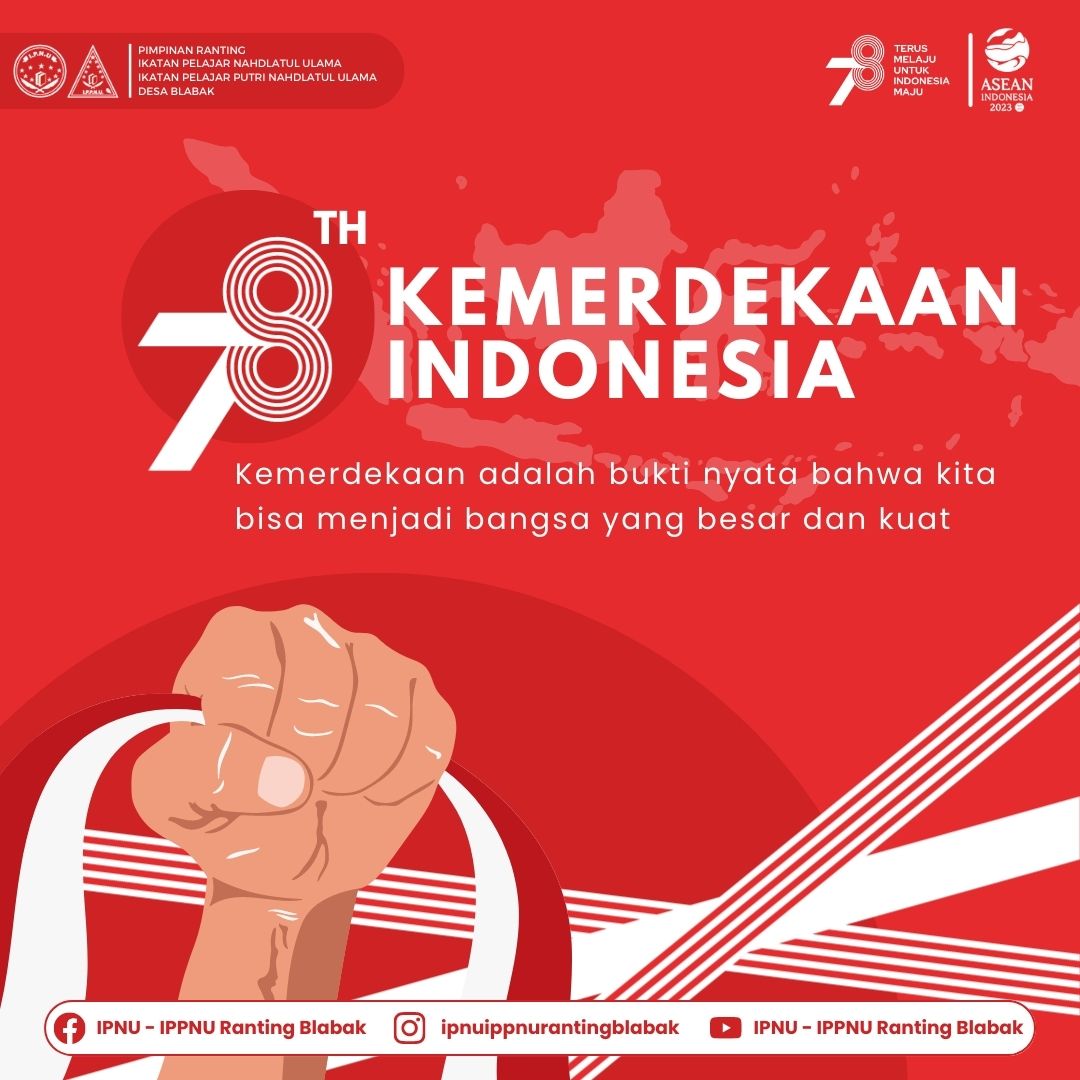 PIMPINAN RANTING
IKATAN PELAJAR NAHDLATUL ULAMA
IKATAN PELAJAR PUTRI NAHDLATUL ULAMA
DESA BLABAK
I.P.N.U
I.P.P.N.U.
78
TERUS
MELAJU
UNTUK
INDONESIA
MAJU
ASEAN
INDONESIA
2023
78TH
KEMERDEKAAN
INDONESIA
Kemerdekaan adalah bukti nyata bahwa kita
bisa menjadi bangsa yang besar dan kuat
IPNU - IPPNU Ranting Blabak
ipnuippnurantingblabak
IPNU - IPPNU Ranting Blabak